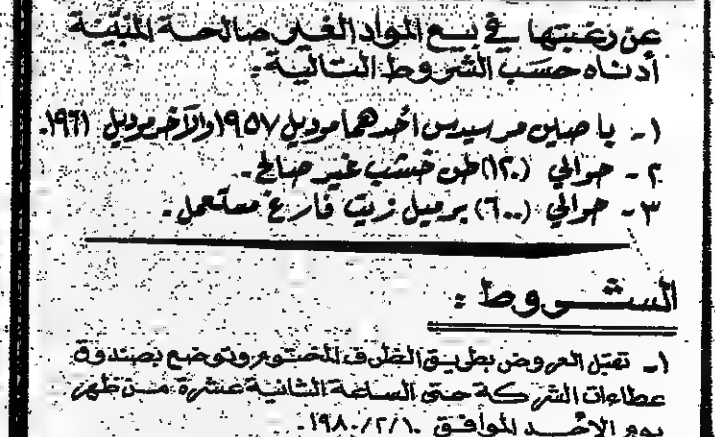 عن رغبتها في بيع المواد الغير صالحة المبينة
أدناه حسب الشروط التالية:-
١- باصين مرسيدس أحدهما موديل ١٩٥٧ والآخر موديل ١٩٦١.
٢- حوالي (١٢٠) طن خشب غير صالح.
٣- حوالي (٦٠٠) برميل زيت فارغ مستعمل.
الشروط:
١- تقبل العروض بطريق الظرف المختوم وتوضع بصندوق
عطاءات الشركة حتى الساعة الثانية عشرة من ظهر
يوم الاحد الموافق ١٩٨٠/٢/١٠.